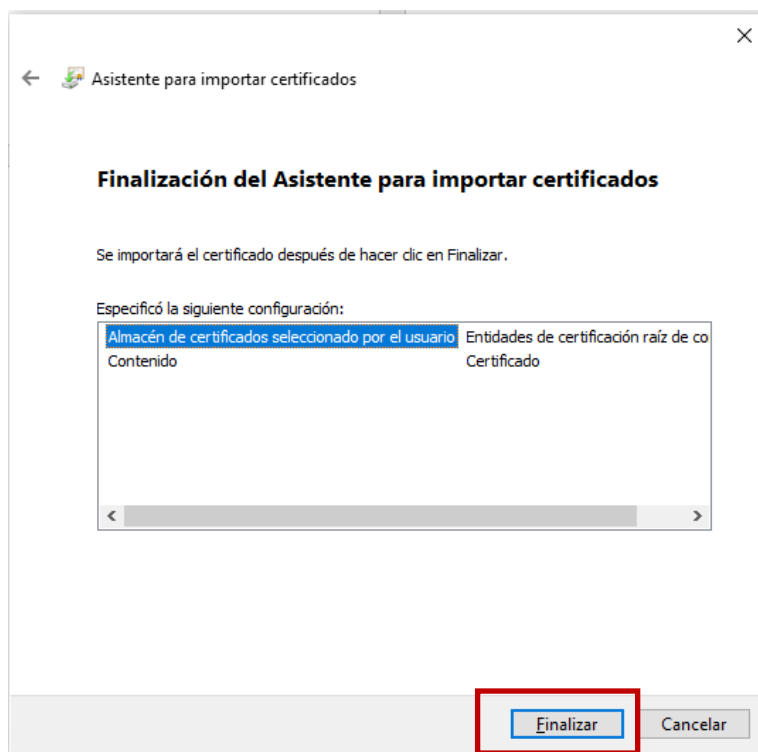 Asistente para importar certificados
Finalización del Asistente para importar certificados
Se importará el certificado después de hacer clic en Finalizar.
Especificó la siguiente configuración:
Almacén de certificados seleccionado por el usuario Entidades de certificación raíz de co
Contenido Certificado
Finalizar Cancelar